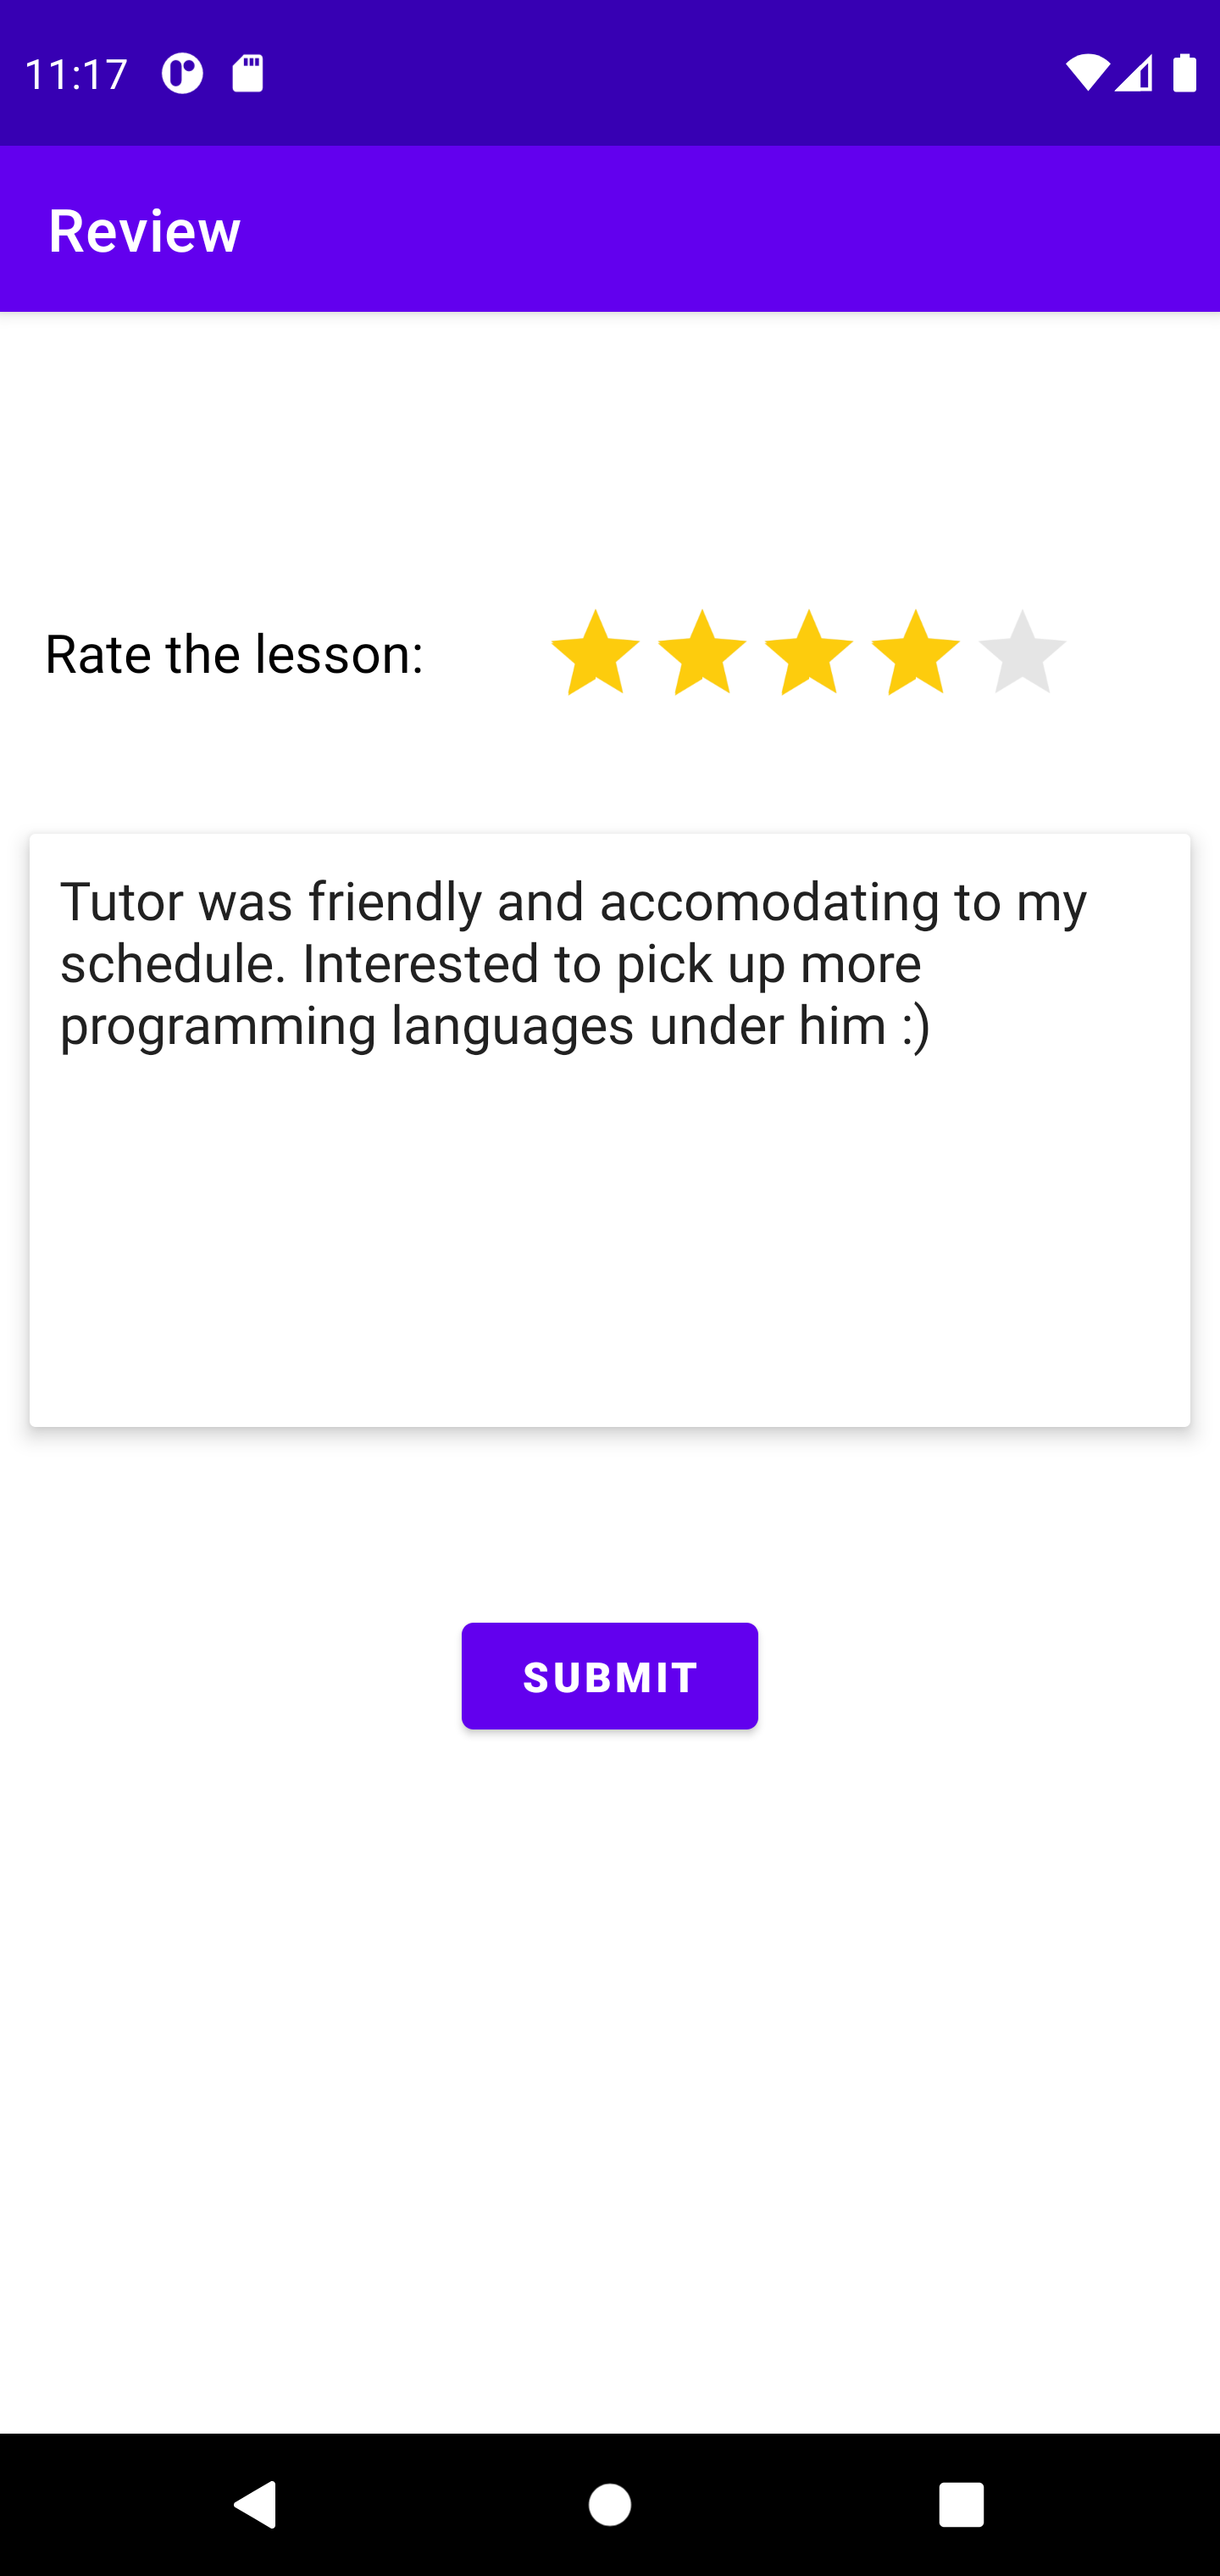 11:17
Review
Rate the lesson:
Tutor was friendly and accomodating to my
schedule. Interested to pick up more
programming languages under him :)
SUBMIT